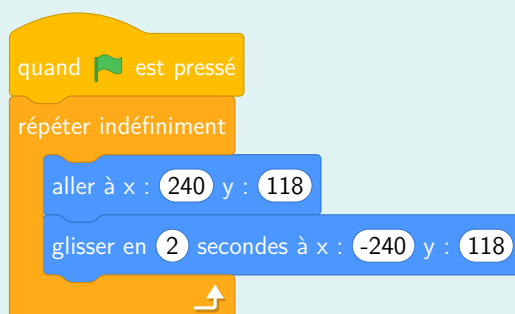 quand est pressé
répéter indéfiniment
aller à x : 240 y : 118
glisser en 2 secondes à x : -240 y : 118